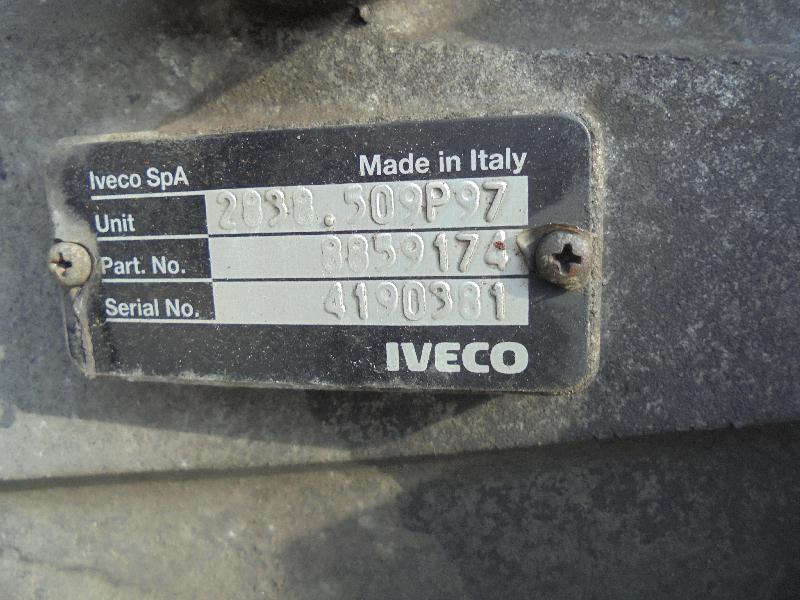 Iveco SpA Made in Italy
Unit 2838.509P97
Part. No. 8859174
Serial No. 4190381
IVECO